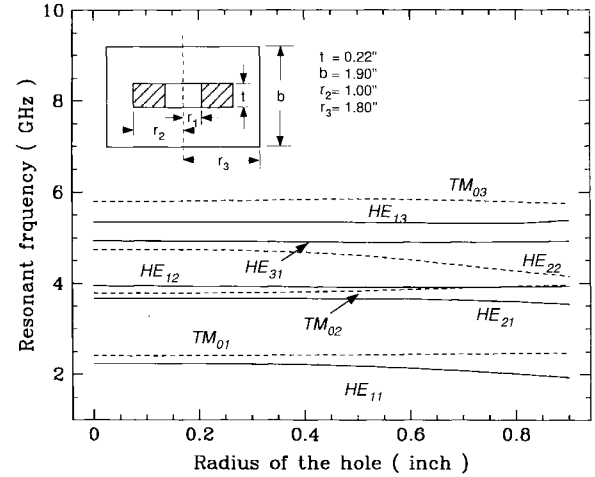 10
8
6
4
2
Resonant frquency ( GHz )
t = 0.22"
b = 1.90"
r2= 1.00"
r3= 1.80"
t
b
r1
r2
r3
TM03
HE13
HE31
HE22
HE12
TM02
HE21
TM01
HE11
0 0.2 0.4 0.6 0.8
Radius of the hole ( inch )